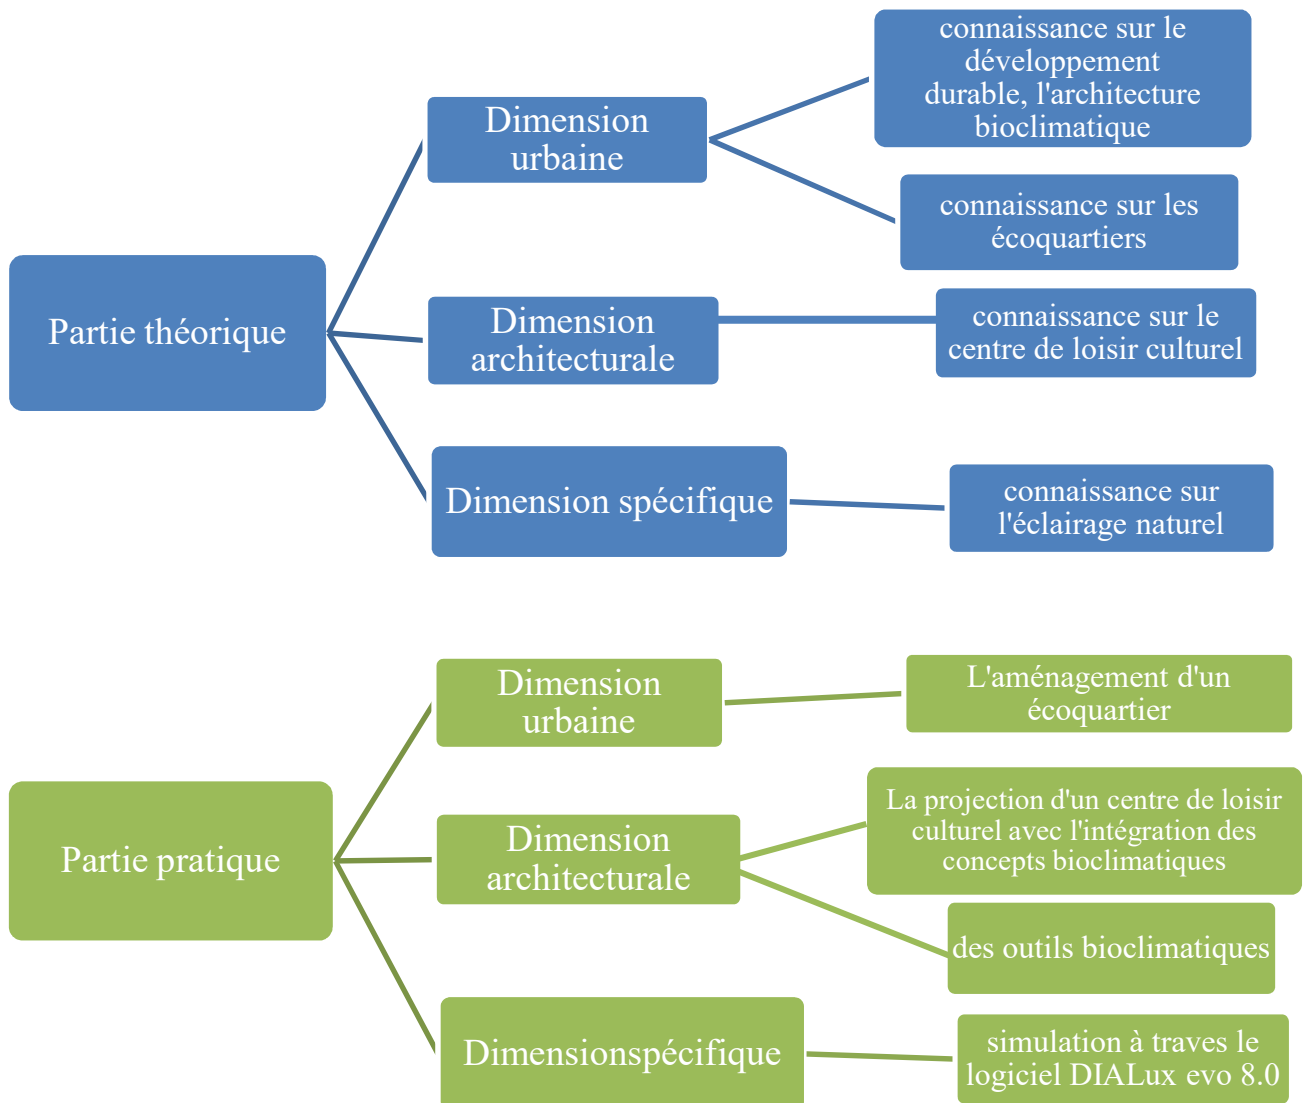 Partie théorique
Dimension
urbaine
connaissance sur le
développement
durable, l'architecture
bioclimatique
connaissance sur les
écoquartiers
Dimension
architecturale
connaissance sur le
centre de loisir culturel
Dimension spécifique
connaissance sur
l'éclairage naturel
Partie pratique
Dimension
urbaine
L'aménagement d'un
écoquartier
Dimension
architecturale
La projection d'un centre de loisir
culturel avec l'intégration des
concepts bioclimatiques
des outils bioclimatiques
Dimensionspécifique
simulation à traves le
logiciel DIALux evo 8.0